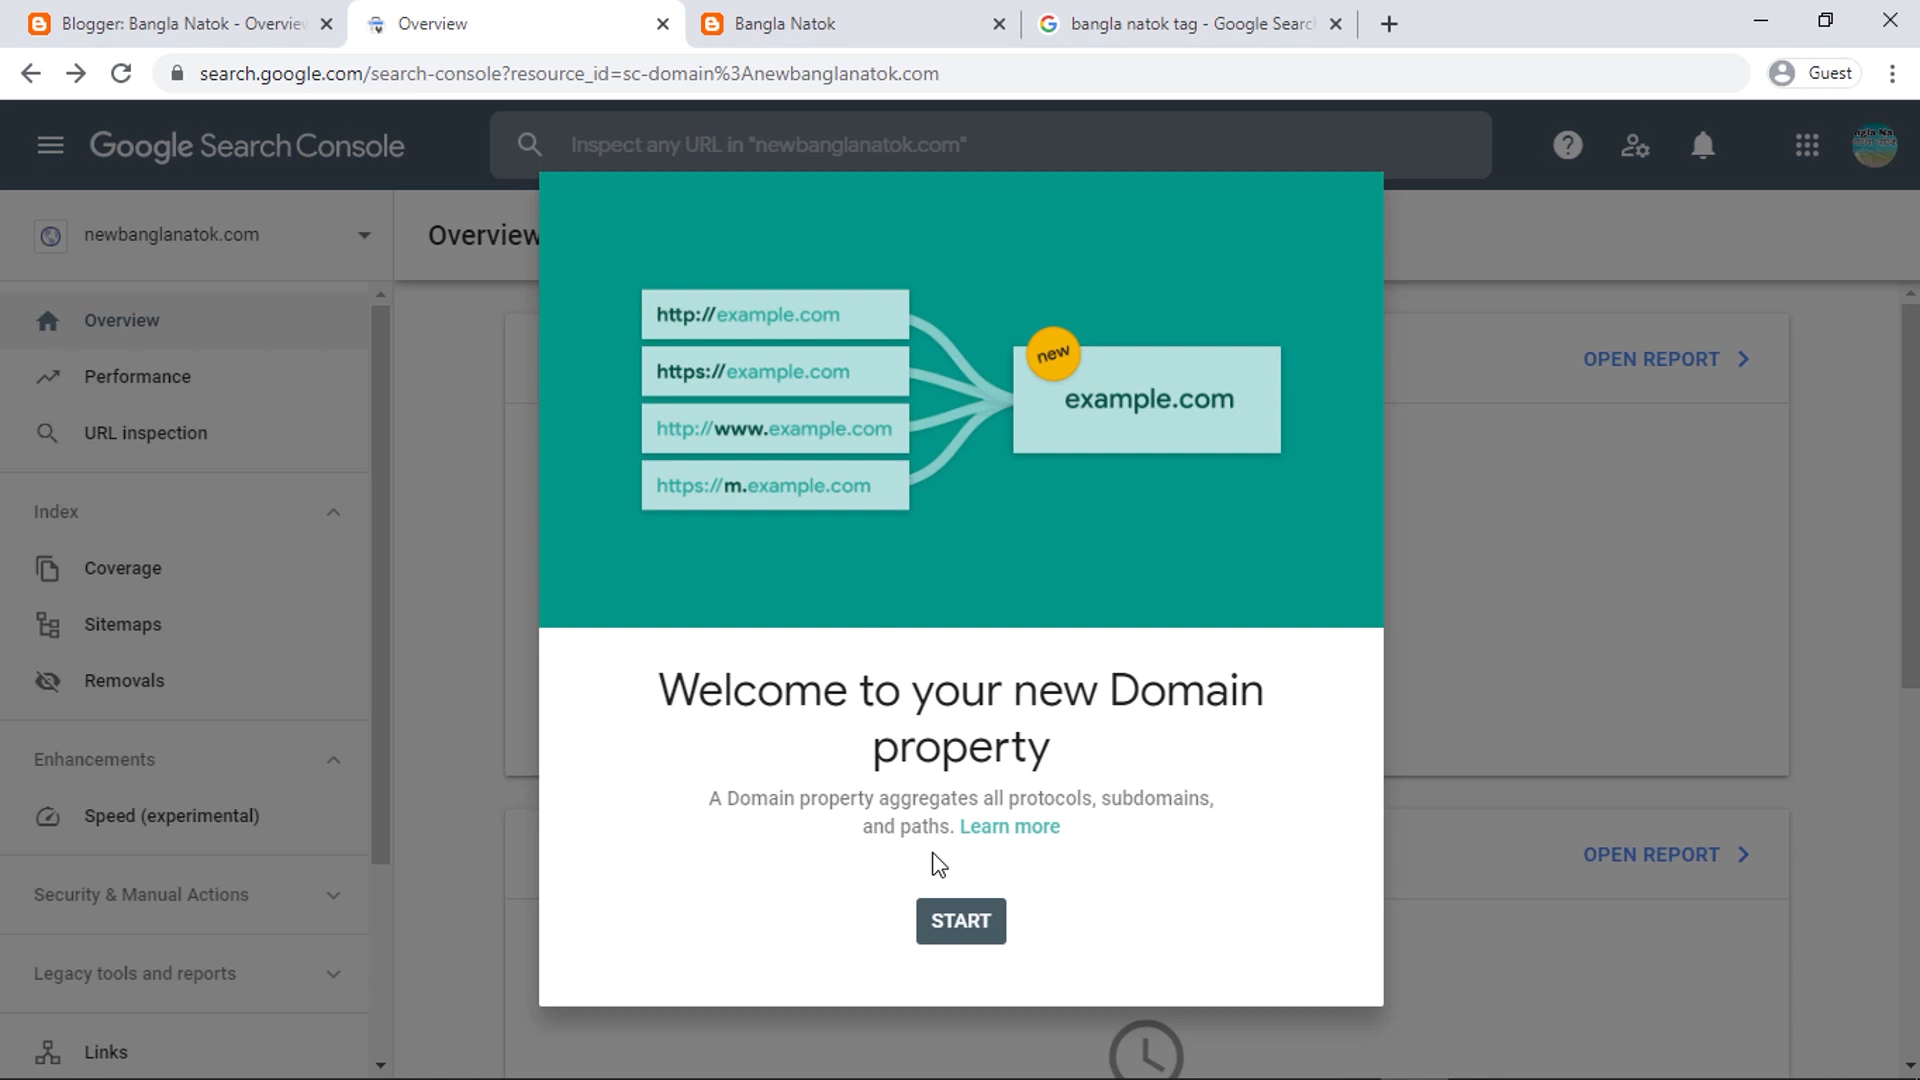 Blogger: Bangla Natok - Overview
Overview
Bangla Natok
bangla natok tag - Google Search
search.google.com/search-console?resource_id=sc-domain%3Anewbanglanatok.com
Guest
Google Search Console
Inspect any URL in "newbanglanatok.com"
newbanglanatok.com
Overview
Overview
Performance
URL inspection
Index
Coverage
Sitemaps
Removals
Enhancements
Speed (experimental)
Security & Manual Actions
Legacy tools and reports
Links
OPEN REPORT
OPEN REPORT
http://example.com
https://example.com
http://www.example.com
https://m.example.com
new
example.com
Welcome to your new Domain
property
A Domain property aggregates all protocols, subdomains,
and paths. Learn more
START